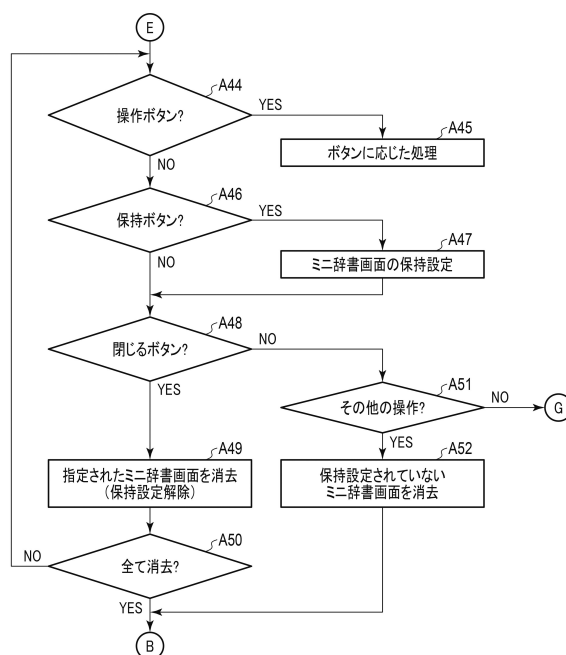 E
A44
操作ボタン?
YES
A45
ボタンに応じた処理
NO
A46
保持ボタン?
YES
A47
ミニ辞書画面の保持設定
NO
A48
閉じるボタン?
NO
A51
YES
その他の操作?
NO
G
A49
YES
A52
指定されたミニ辞書画面を消去
(保持設定解除)
保持設定されていない
ミニ辞書画面を消去
A50
NO
全て消去?
YES
B